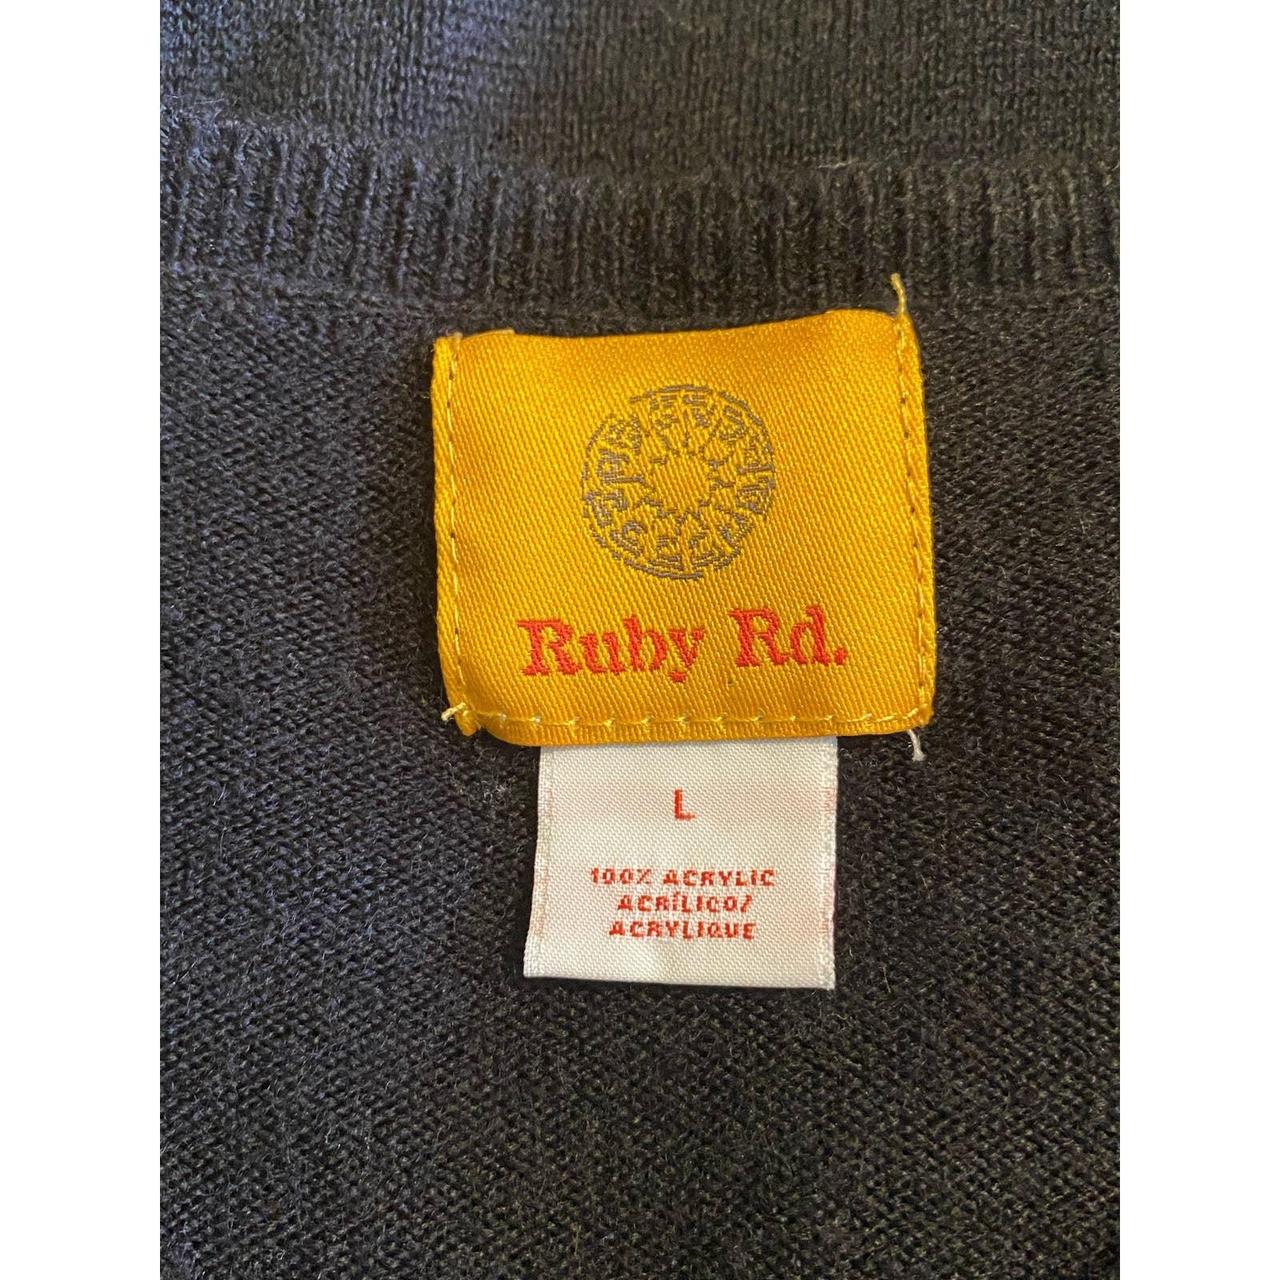 Ruby Rd.
L
100% ACRYLIC
ACRÍLICO/
ACRYLIQUE